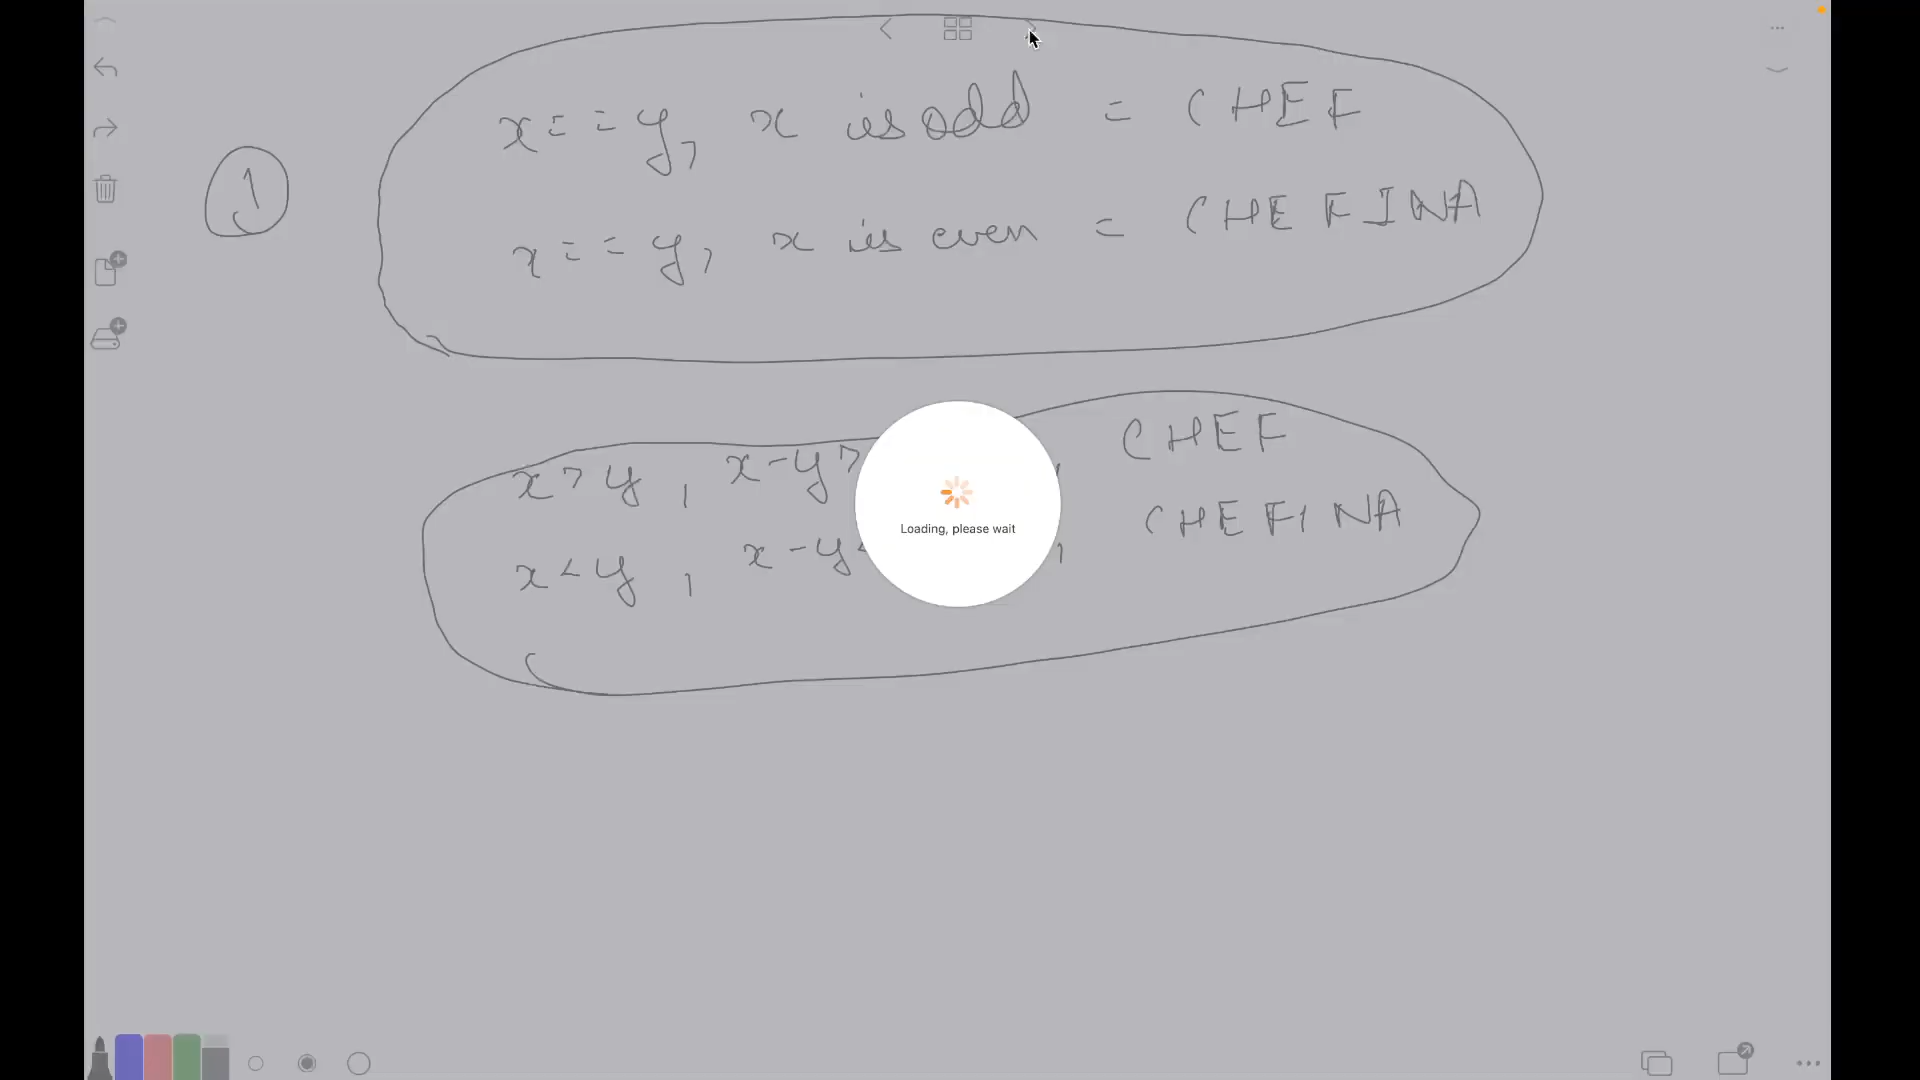 1
x==y, x is odd = CHEF
x==y, x is even = CHEFINA
x>y, x-y> , CHEF
x<y, x-y< , CHEFINA
Loading, please wait